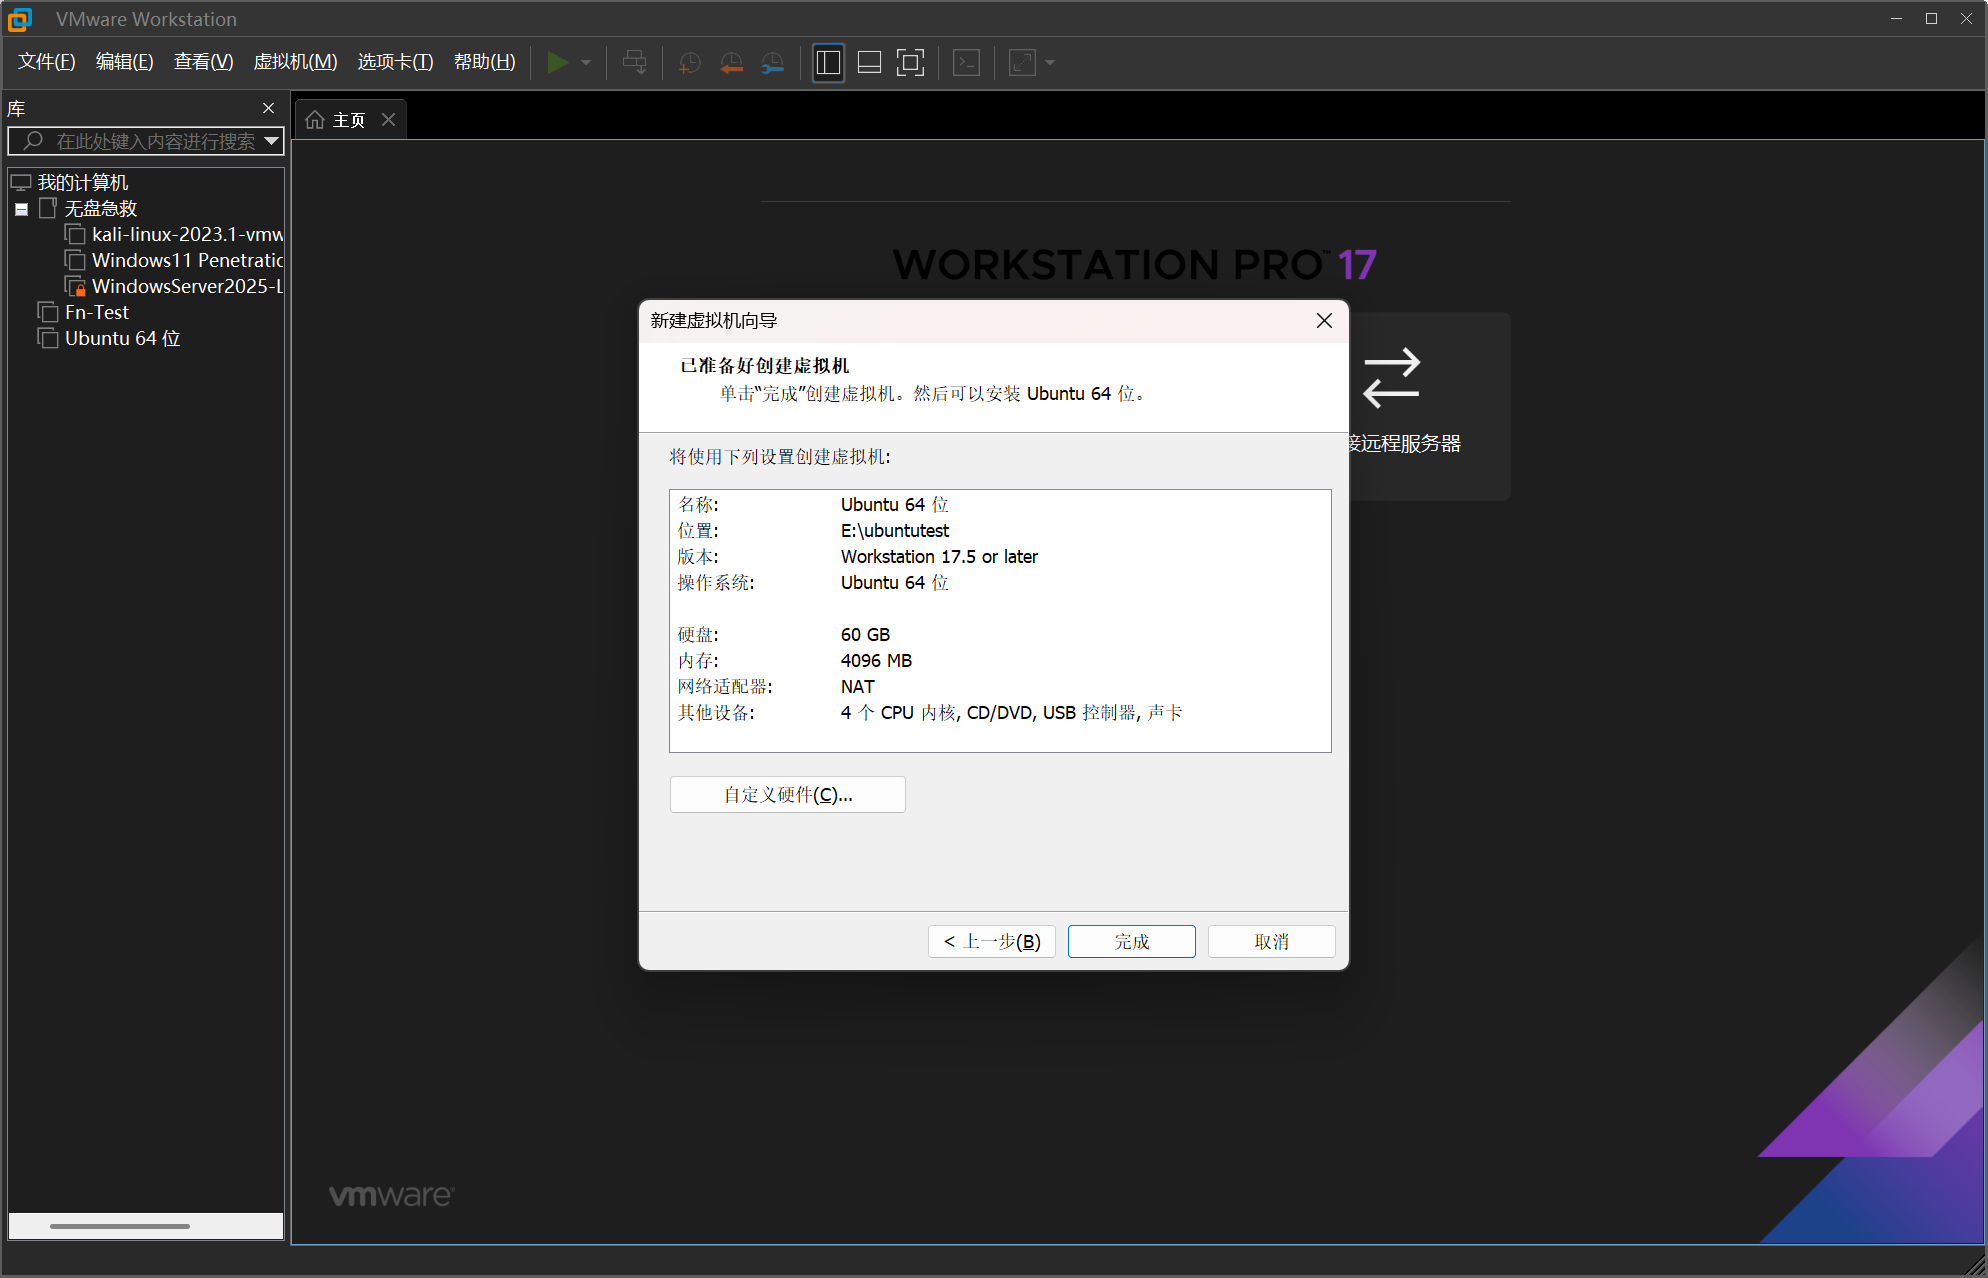 VMware Workstation
文件(F) 编辑(E) 查看(V) 虚拟机(M) 选项卡(T) 帮助(H)
库
在此处键入内容进行搜索
我的计算机
无盘急救
kali-linux-2023.1-vmw
Windows11 Penetratic
WindowsServer2025-L
Fn-Test
Ubuntu 64 位
主页
WORKSTATION PRO™ 17
接远程服务器
新建虚拟机向导
已准备好创建虚拟机
单击“完成”创建虚拟机。然后可以安装 Ubuntu 64 位。
将使用下列设置创建虚拟机:
名称: Ubuntu 64 位
位置: E:\ubuntutest
版本: Workstation 17.5 or later
操作系统: Ubuntu 64 位
硬盘: 60 GB
内存: 4096 MB
网络适配器: NAT
其他设备: 4 个 CPU 内核, CD/DVD, USB 控制器, 声卡
自定义硬件(C)...
< 上一步(B) 完成 取消
vmware